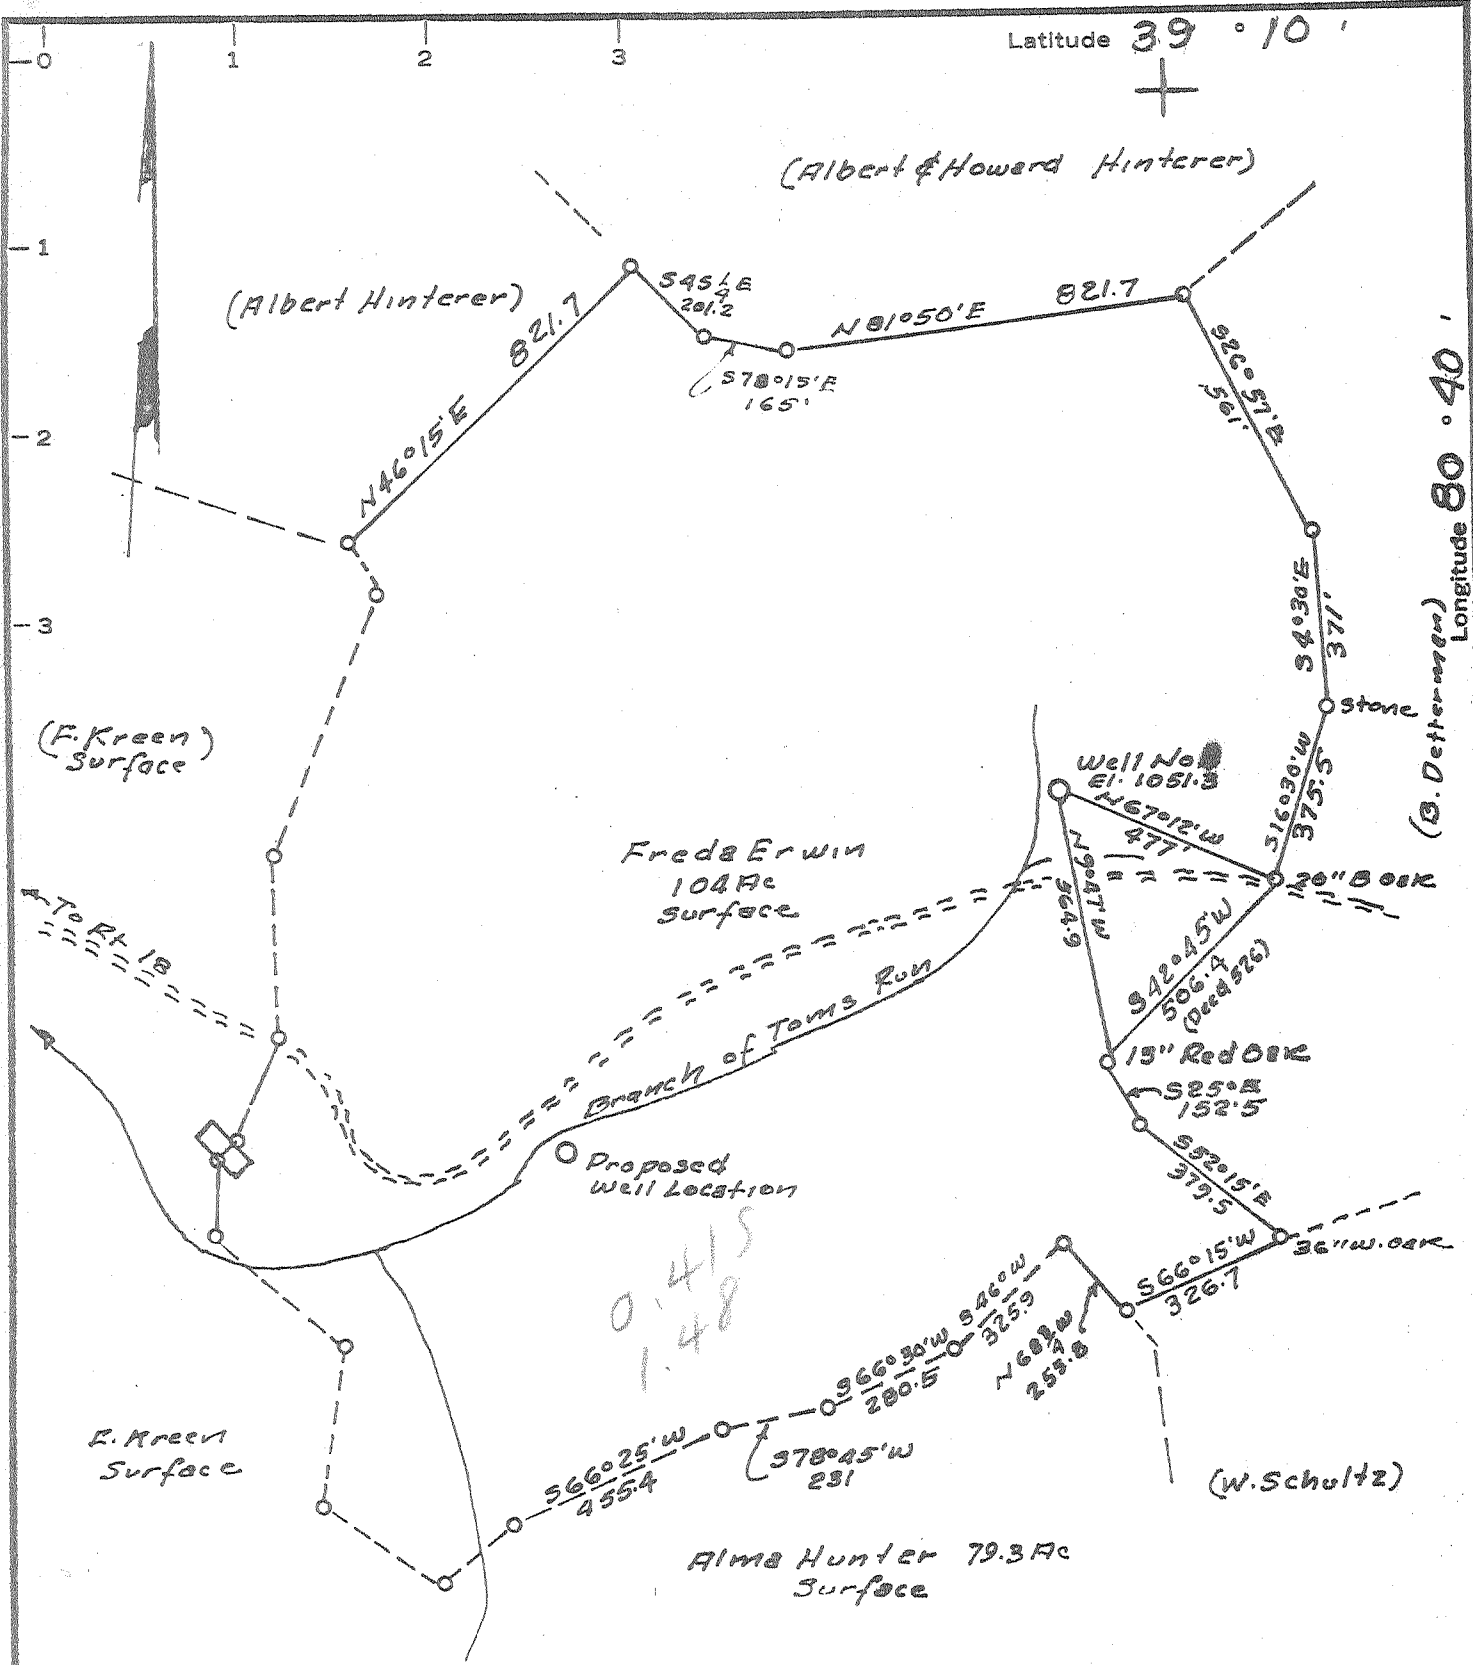 Latitude 39 ° 10 '
0 1 2 3
1
2
3
(Albert & Howard Hinterer)
(Albert Hinterer)
N46°15'E 821.7
S45¼E
201.2
S78°15'E
165'
N81°50'E 821.7
S26°57'E
561'
S4°30'E
371'
Stone
S16°30'W
375.5
(B. Detterman)
Longitude 80 ° 40 '
(F. Kreen)
Surface
Well No.
El. 1051.3
N67°12'W
477'
N9°47'W
564.9
20" B Oak
Freda Erwin
104 Ac
Surface
To Rt 18
S42°45'W
506.4
(Deed 526)
Branch of Toms Run
15" Red Oak
S25°E
152.5
Proposed
Well Location
S52°15'E
379.5
36" W. Oak
S66°15'W
326.7
0.415
1.48
S46°W
325.9
N 
253.8
S66°30'W
280.5
S78°45'W
231
S66°25'W
455.4
E. Kreen
Surface
(W. Schultz)
Alma Hunter 79.3 Ac
Surface